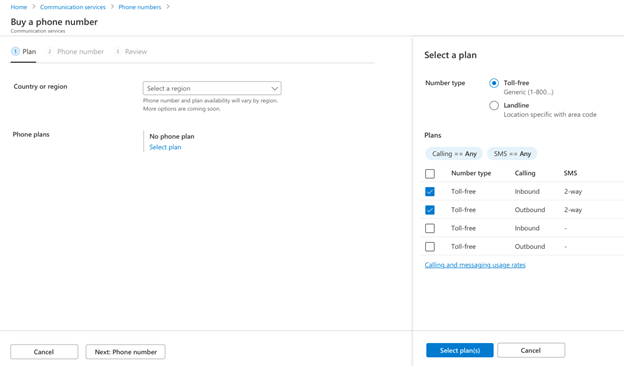 Home > Communication services > Phone numbers >
Buy a phone number
Communication services
1 Plan 2 Phone number 3 Review
Country or region
Select a region
Phone number and plan availability will vary by region.
More options are coming soon.
Phone plans
No phone plan
Select plan
Cancel
Next: Phone number
Select a plan
Number type
Toll-free
Generic (1-800...)
Landline
Location specific with area code
Plans
Calling == Any SMS == Any
Number type Calling SMS
Toll-free Inbound 2-way
Toll-free Outbound 2-way
Toll-free Inbound -
Toll-free Outbound -
Calling and messaging usage rates
Select plan(s)
Cancel